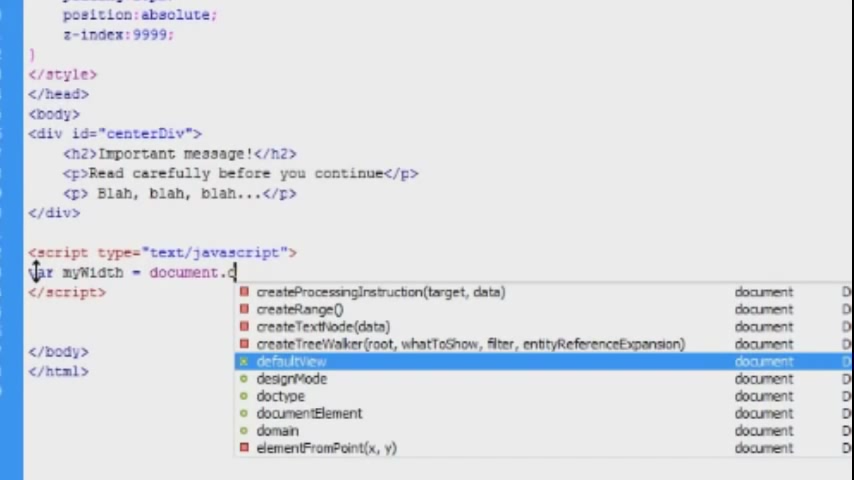 position:absolute;
z-index:9999;
}
</style>
</head>
<body>
<div id="centerDiv">
<h2>Important message!</h2>
<p>Read carefully before you continue</p>
<p> Blah, blah, blah...</p>
</div>
<script type="text/javascript">
var myWidth = document.d
createProcessingInstruction(target, data) document D
createRange() document D
createTextNode(data) document D
createTreeWalker(root, whatToShow, filter, entityReferenceExpansion) document D
defaultView document D
designMode document D
doctype document D
documentElement document D
domain document D
elementFromPoint(x, y) document D
</script>
</body>
</html>